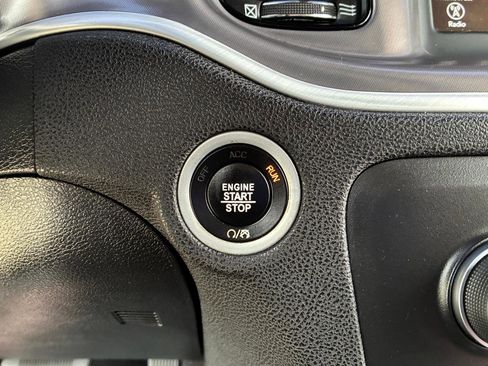 Radio
OFF ACC RUN
ENGINE
START
STOP